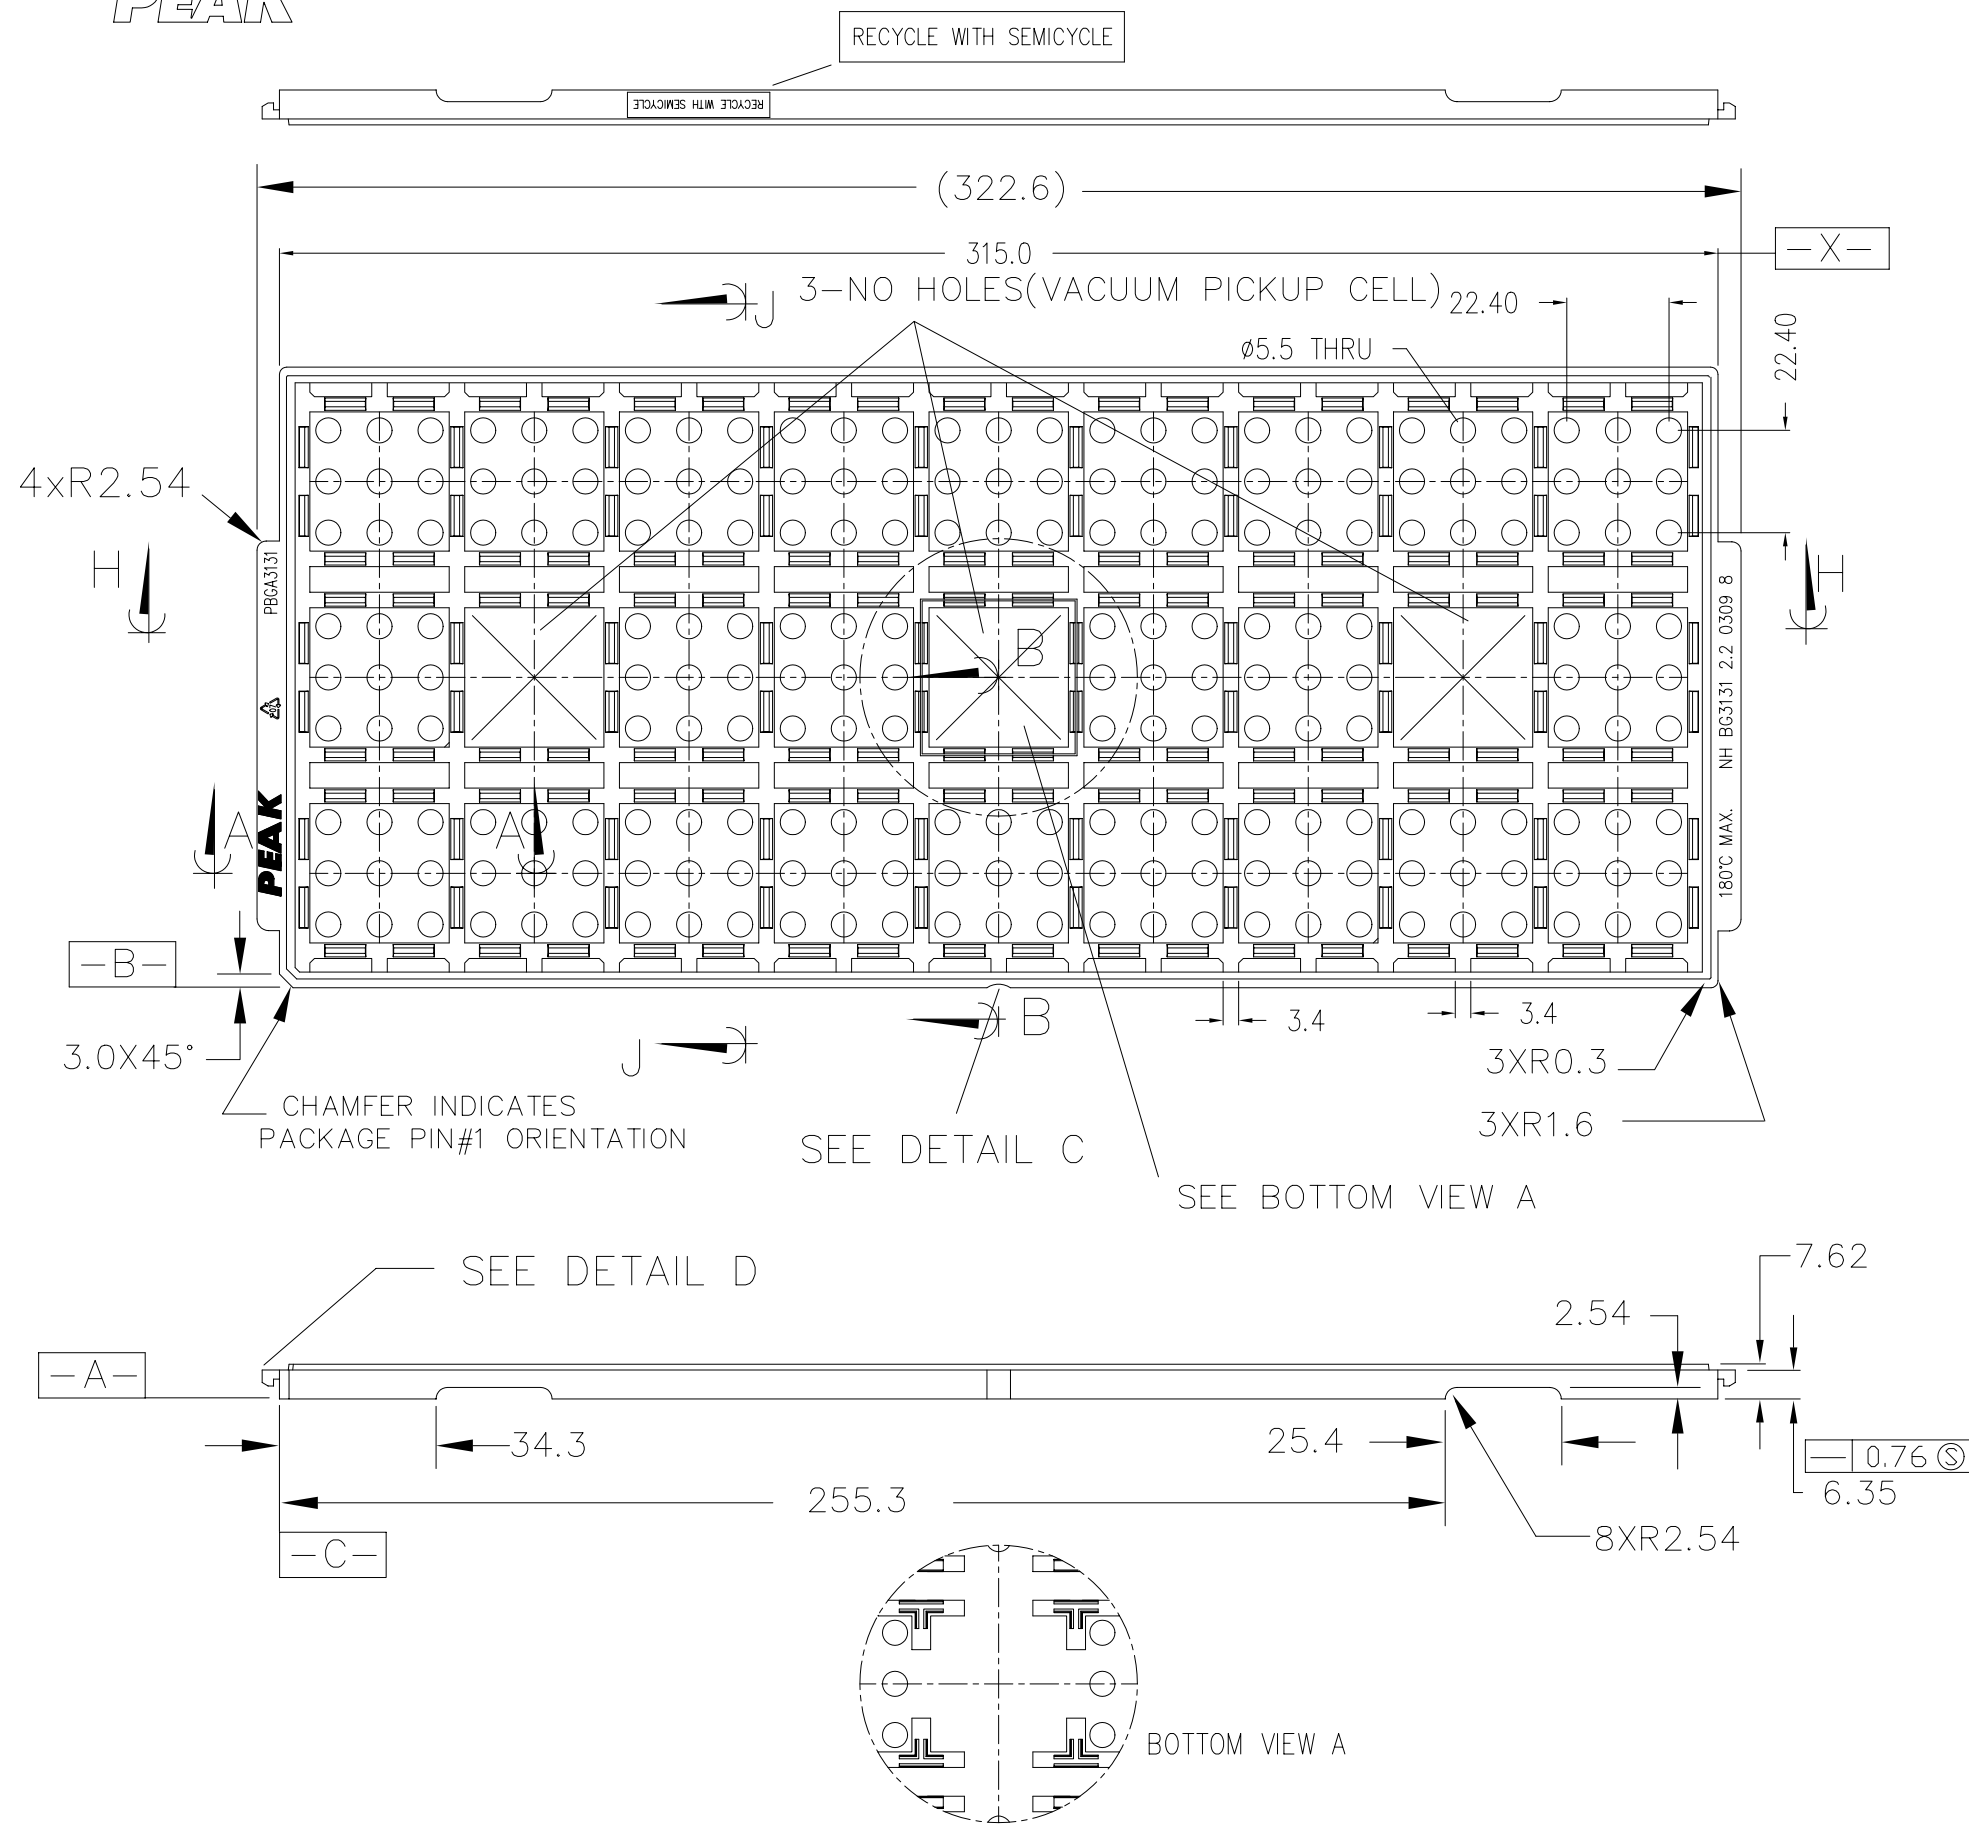 PEAK
RECYCLE WITH SEMICYCLE
RECYCLE WITH SEMICYCLE
(322.6)
315.0
-X-
J
3-NO HOLES(VACUUM PICKUP CELL)
22.40
ø5.5 THRU
22.40
4xR2.54
H
H
PBGA3131
B
NH BG3131 2.2 0309 8
07
A
A
PEAK
180°C MAX.
-B-
B
3.4
3.4
J
3.0X45°
3XR0.3
CHAMFER INDICATES
PACKAGE PIN#1 ORIENTATION
3XR1.6
SEE DETAIL C
SEE BOTTOM VIEW A
SEE DETAIL D
7.62
2.54
-A-
34.3
25.4
— 0.76 Ⓢ
6.35
255.3
8XR2.54
-C-
BOTTOM VIEW A